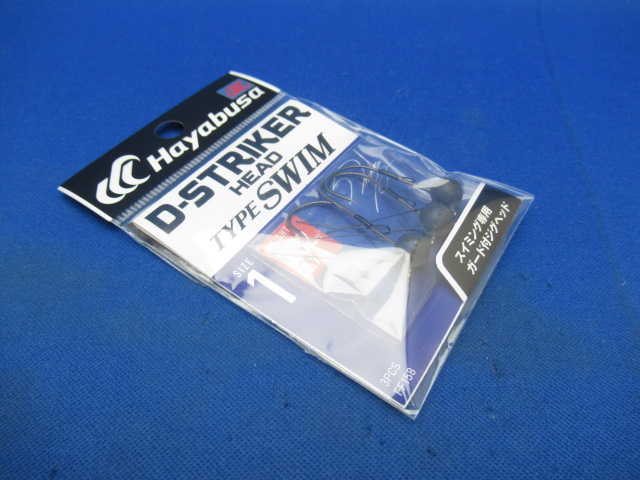 Hayabusa
D-STRIKER
HEAD
TYPE SWIM
SIZE
1
スイミング専用
ガード付ジグヘッド
3PCS
FF158